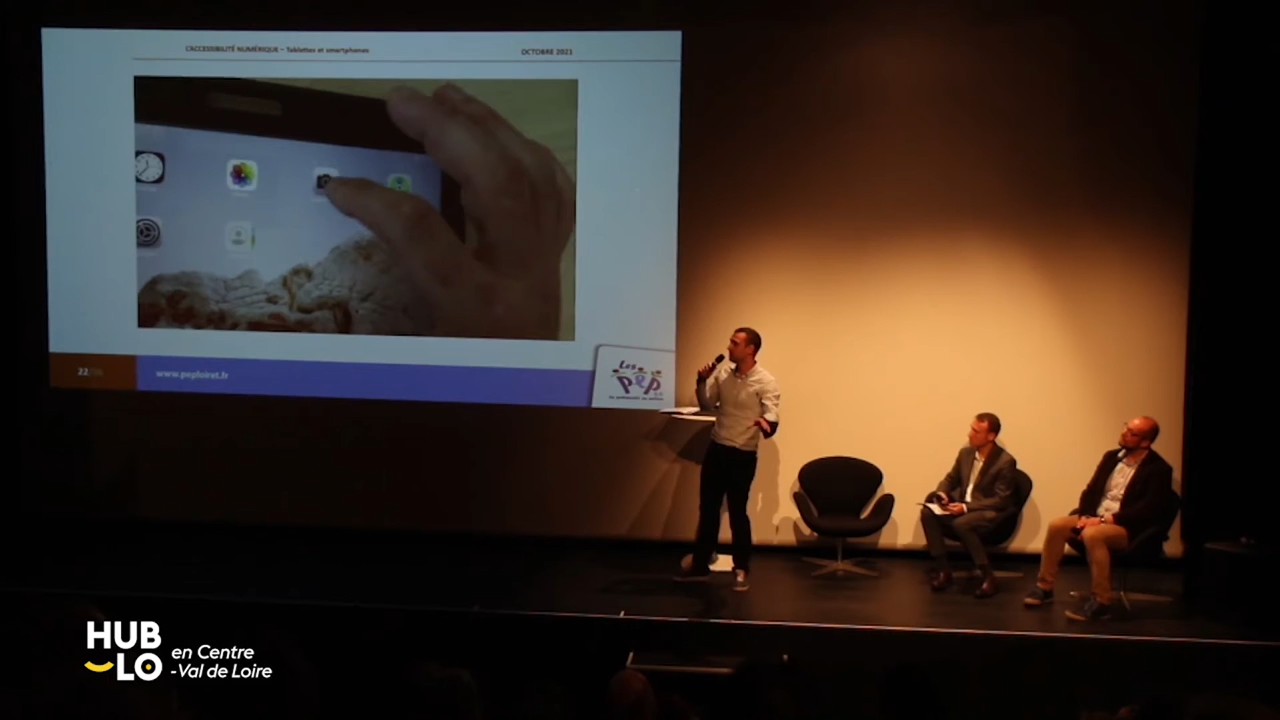 L'ACCESSIBILITÉ NUMÉRIQUE – Tablettes et smartphones
OCTOBRE 2021
22
www.peploiret.fr
Les
PeP
HUB
LO
en Centre
-Val de Loire